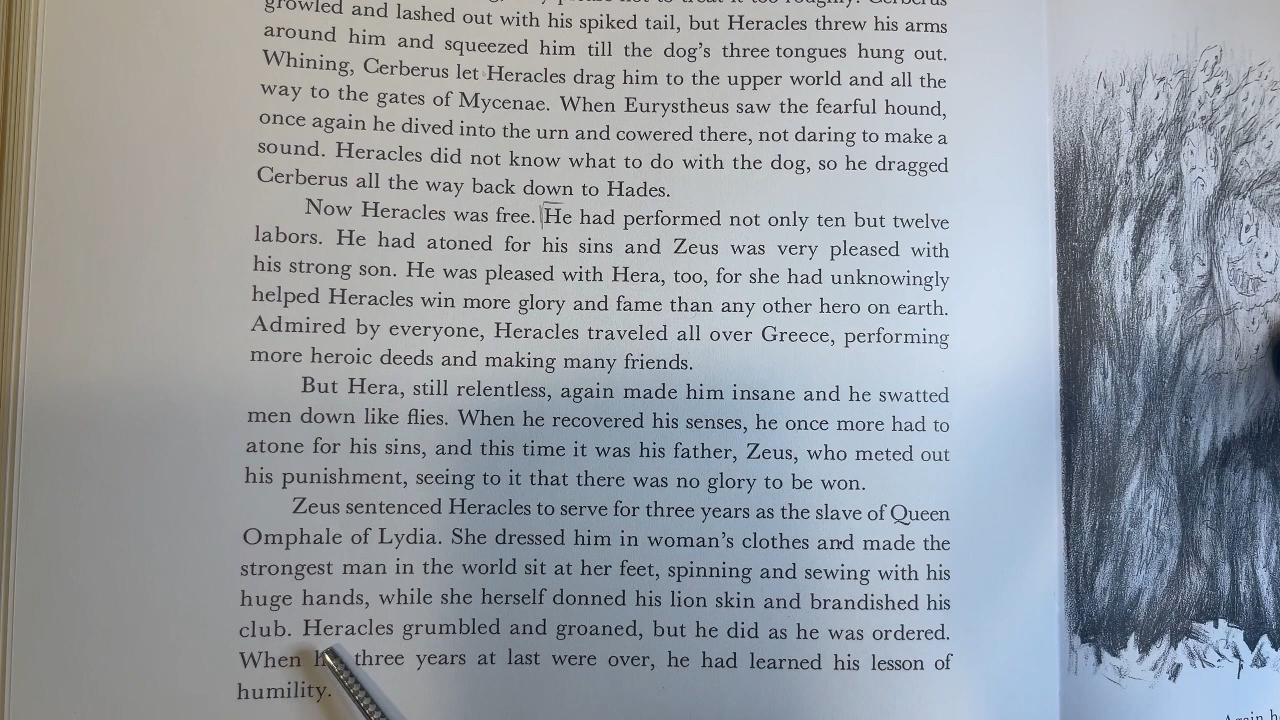 not to treat it too roughly. Cerberus
growled and lashed out with his spiked tail, but Heracles threw his arms
around him and squeezed him till the dog's three tongues hung out.
Whining, Cerberus let Heracles drag him to the upper world and all the
way to the gates of Mycenae. When Eurystheus saw the fearful hound,
once again he dived into the urn and cowered there, not daring to make a
sound. Heracles did not know what to do with the dog, so he dragged
Cerberus all the way back down to Hades.
Now Heracles was free. He had performed not only ten but twelve
labors. He had atoned for his sins and Zeus was very pleased with
his strong son. He was pleased with Hera, too, for she had unknowingly
helped Heracles win more glory and fame than any other hero on earth.
Admired by everyone, Heracles traveled all over Greece, performing
more heroic deeds and making many friends.
But Hera, still relentless, again made him insane and he swatted
men down like flies. When he recovered his senses, he once more had to
atone for his sins, and this time it was his father, Zeus, who meted out
his punishment, seeing to it that there was no glory to be won.
Zeus sentenced Heracles to serve for three years as the slave of Queen
Omphale of Lydia. She dressed him in woman's clothes and made the
strongest man in the world sit at her feet, spinning and sewing with his
huge hands, while she herself donned his lion skin and brandished his
club. Heracles grumbled and groaned, but he did as he was ordered.
When three years at last were over, he had learned his lesson of
humility.